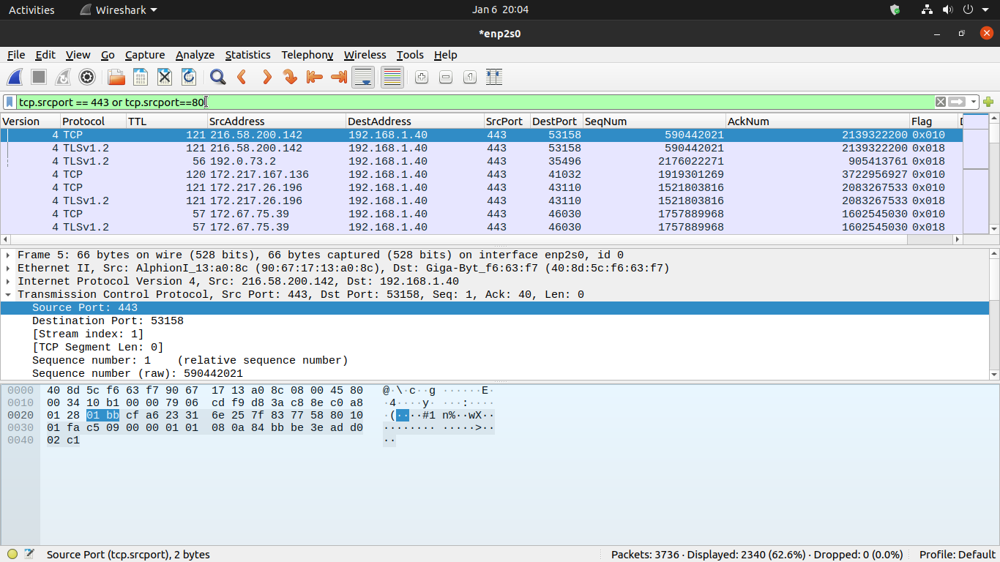 Activities Wireshark Jan 6 20:04
*enp2s0
File Edit View Go Capture Analyze Statistics Telephony Wireless Tools Help
tcp.srcport == 443 or tcp.srcport==80
Version Protocol TTL SrcAddress DestAddress SrcPort DestPort SeqNum AckNum Flag
4 TCP 121 216.58.200.142 192.168.1.40 443 53158 590442021 2139322200 0x010
4 TLSv1.2 121 216.58.200.142 192.168.1.40 443 53158 590442021 2139322200 0x018
4 TLSv1.2 56 192.0.73.2 192.168.1.40 443 35496 2176022271 905413761 0x018
4 TCP 120 172.217.167.136 192.168.1.40 443 41032 1919301269 3722956927 0x010
4 TCP 121 172.217.26.196 192.168.1.40 443 43110 1521803816 2083267533 0x010
4 TLSv1.2 121 172.217.26.196 192.168.1.40 443 43110 1521803816 2083267533 0x018
4 TCP 57 172.67.75.39 192.168.1.40 443 46030 1757889968 1602545030 0x010
4 TLSv1.2 57 172.67.75.39 192.168.1.40 443 46030 1757889968 1602545030 0x018
Frame 5: 66 bytes on wire (528 bits), 66 bytes captured (528 bits) on interface enp2s0, id 0
Ethernet II, Src: AlphionI_13:a0:8c (90:67:17:13:a0:8c), Dst: Giga-Byt_f6:63:f7 (40:8d:5c:f6:63:f7)
Internet Protocol Version 4, Src: 216.58.200.142, Dst: 192.168.1.40
Transmission Control Protocol, Src Port: 443, Dst Port: 53158, Seq: 1, Ack: 40, Len: 0
Source Port: 443
Destination Port: 53158
[Stream index: 1]
[TCP Segment Len: 0]
Sequence number: 1 (relative sequence number)
Sequence number (raw): 590442021
0000 40 8d 5c f6 63 f7 90 67 17 13 a0 8c 08 00 45 80 @·\·c··g ······E·
0010 00 34 10 b1 00 00 79 06 cd f9 d8 3a c8 8e c0 a8 ·4····y· ···:····
0020 01 28 01 bb cf a6 23 31 6e 25 7f 83 77 58 80 10 ·(····#1 n%··wX··
0030 01 fa c5 09 00 00 01 01 08 0a 84 bb be 3e ad d0 ········ ·····>··
0040 02 c1 ··
Source Port (tcp.srcport), 2 bytes Packets: 3736 · Displayed: 2340 (62.6%) · Dropped: 0 (0.0%) Profile: Default